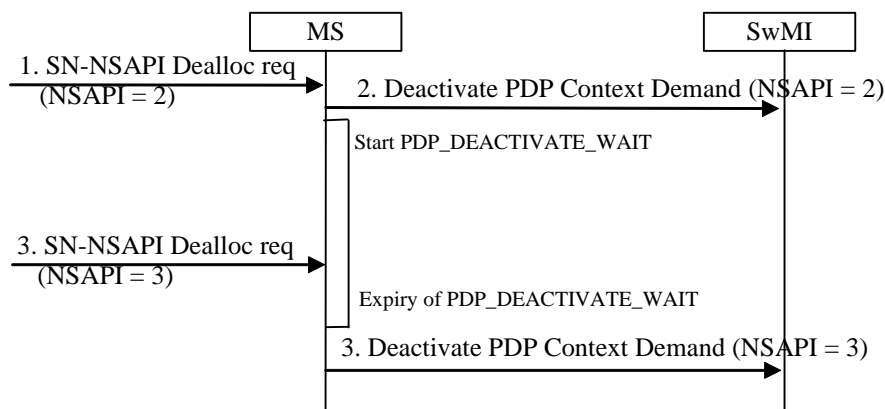 MS
SwMI
1. SN-NSAPI Dealloc req
(NSAPI = 2)
2. Deactivate PDP Context Demand (NSAPI = 2)
Start PDP_DEACTIVATE_WAIT
3. SN-NSAPI Dealloc req
(NSAPI = 3)
Expiry of PDP_DEACTIVATE_WAIT
3. Deactivate PDP Context Demand (NSAPI = 3)